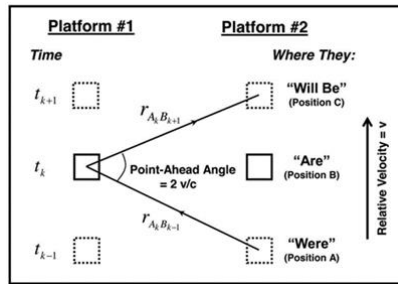 Platform #1
Platform #2
Time
Where They:
t_{k+1}
"Will Be"
(Position C)
r_{A_k B_{k+1}}
t_k
Point-Ahead Angle
= 2 v/c
"Are"
(Position B)
Relative Velocity = v
r_{A_k B_{k-1}}
t_{k-1}
"Were"
(Position A)